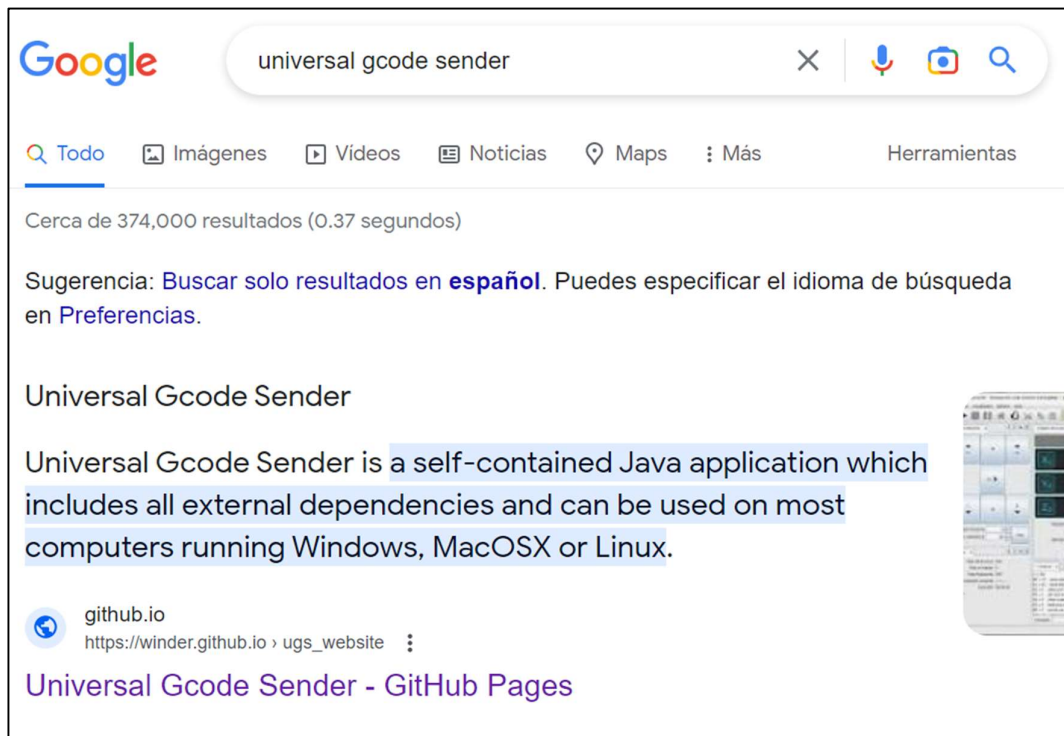 Google
universal gcode sender
Todo Imágenes Vídeos Noticias Maps Más Herramientas
Cerca de 374,000 resultados (0.37 segundos)
Sugerencia: Buscar solo resultados en español. Puedes especificar el idioma de búsqueda
en Preferencias.
Universal Gcode Sender
Universal Gcode Sender is a self-contained Java application which
includes all external dependencies and can be used on most
computers running Windows, MacOSX or Linux.
github.io
https://winder.github.io › ugs_website
Universal Gcode Sender - GitHub Pages